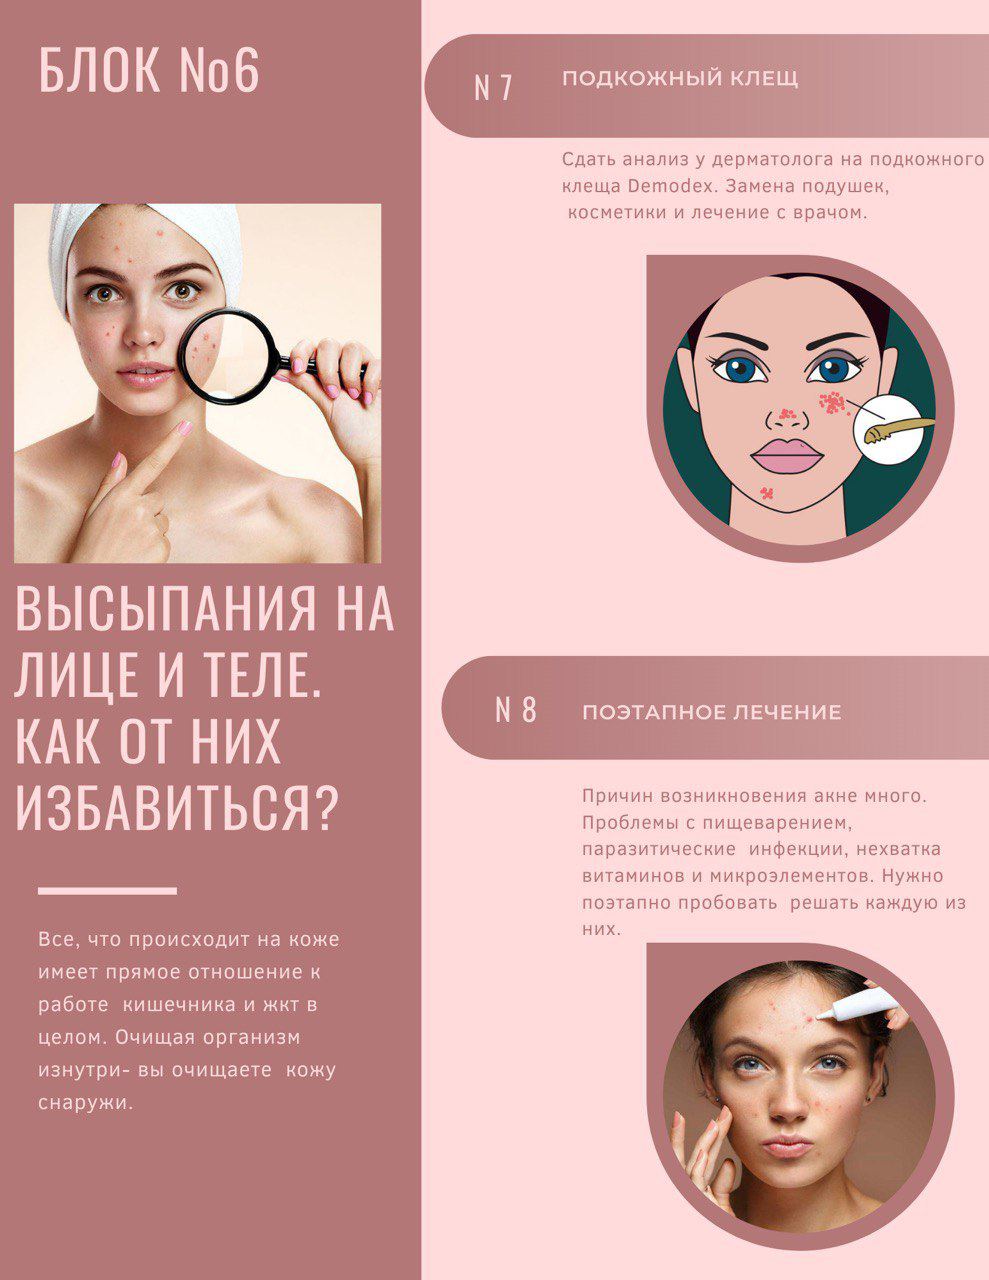 БЛОК №6
ВЫСЫПАНИЯ НА
ЛИЦЕ И ТЕЛЕ.
КАК ОТ НИХ
ИЗБАВИТЬСЯ?
Все, что происходит на коже
имеет прямое отношение к
работе  кишечника и жкт в
целом. Очищая организм
изнутри- вы очищаете  кожу
снаружи.
N 7
ПОДКОЖНЫЙ КЛЕЩ
Сдать анализ у дерматолога на подкожного
клеща Demodex. Замена подушек,
косметики и лечение с врачом.
N 8
ПОЭТАПНОЕ ЛЕЧЕНИЕ
Причин возникновения акне много.
Проблемы с пищеварением,
паразитические  инфекции, нехватка
витаминов и микроэлементов. Нужно
поэтапно пробовать  решать каждую из
них.